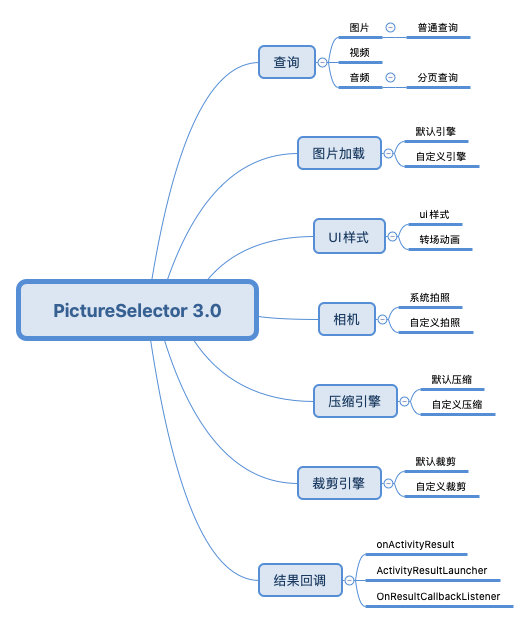 PictureSelector 3.0
查询
图片
普通查询
视频
音频
分页查询
图片加载
默认引擎
自定义引擎
UI样式
ui样式
转场动画
相机
系统拍照
自定义拍照
压缩引擎
默认压缩
自定义压缩
裁剪引擎
默认裁剪
自定义裁剪
结果回调
onActivityResult
ActivityResultLauncher
OnResultCallbackListener